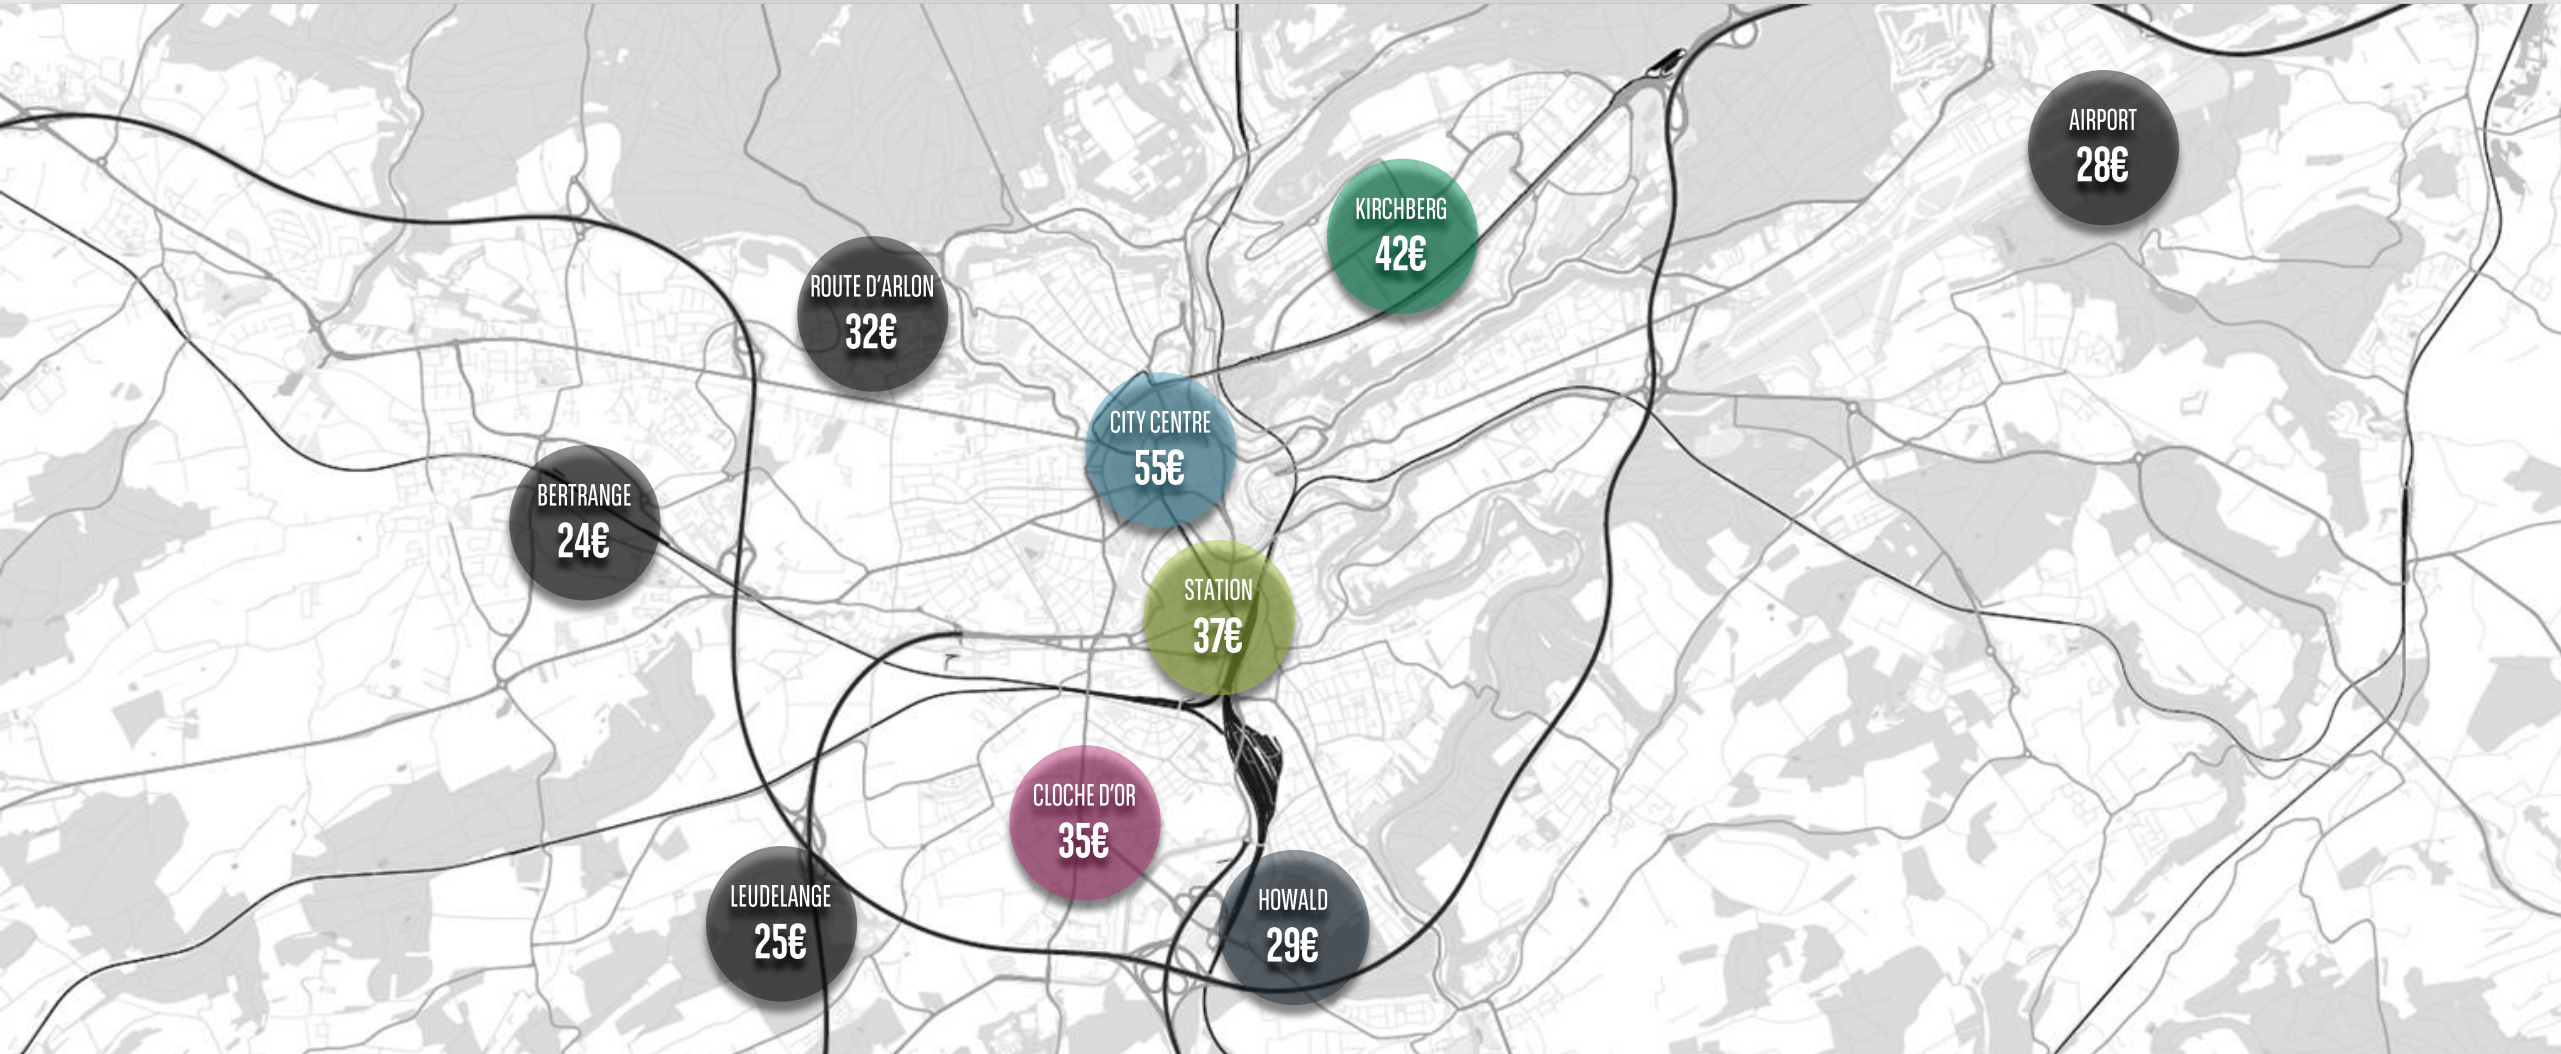 AIRPORT
28€
KIRCHBERG
42€
ROUTE D'ARLON
32€
CITY CENTRE
55€
BERTRANGE
24€
STATION
37€
CLOCHE D'OR
35€
LEUDELANGE
25€
HOWALD
29€